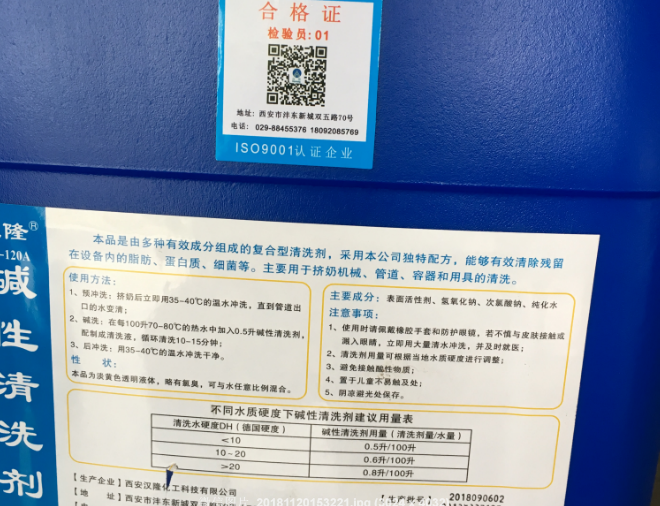 合格证
检验员:01
地址: 西安市沣东新城双五路70号
电话: 029-88455376 18092085769
ISO9001认证企业
隆®
-120A
碱性清洗剂
本品是由多种有效成分组成的复合型清洗剂，采用本公司独特配方，能够有效清除残留
在设备内的脂肪、蛋白质、细菌等。主要用于挤奶机械、管道、容器和用具的清洗。
使用方法:
1、预冲洗: 挤奶后立即用35-40℃的温水冲洗，直到管道出
口的水变清;
2、碱洗: 在每100升70-80℃的热水中加入0.5升碱性清洗剂，
配制成清洗液，循环清洗10-15分钟;
3、后冲洗: 用35-40℃的温水冲洗干净。
性 状:
本品为淡黄色透明液体，略有氯臭，可与水任意比例混合。
主要成分: 表面活性剂、氢氧化钠、次氯酸钠、纯化水
注意事项:
1、使用时请佩戴橡胶手套和防护眼镜，若不慎与皮肤接触或
溅入眼睛，立即用大量清水冲洗，并及时就医;
2、清洗剂用量可根据当地水质硬度进行调整;
3、避免接触酸性物质;
4、置于儿童不易触及处;
5、阴凉避光处保存。
不同水质硬度下碱性清洗剂建议用量表
清洗水硬度DH（德国硬度） 碱性清洗剂用量（清洗剂量/水量）
<10 0.5升/100升
10-20 0.6升/100升
>20 0.8升/100升
【生产企业】西安汉隆化工科技有限公司
【地 址】西安市沣东新城双五路
【生产批号】2018090602
20181120153221.jpg